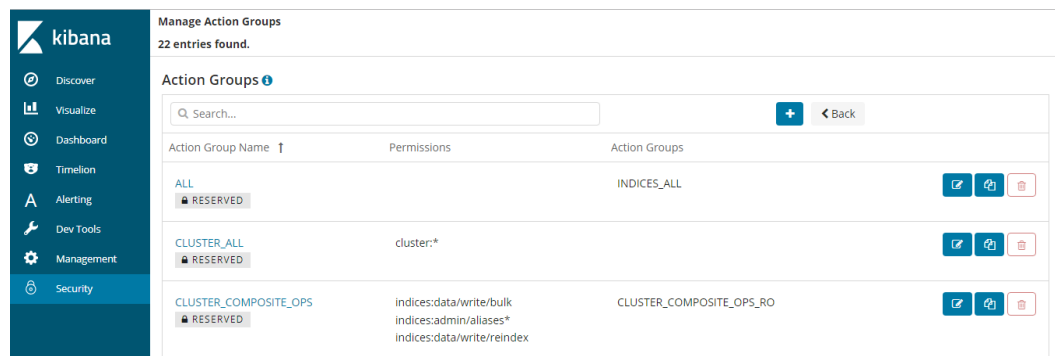 kibana
Discover
Visualize
Dashboard
Timelion
Alerting
Dev Tools
Management
Security
Manage Action Groups
22 entries found.
Action Groups
Search...
Back
Action Group Name Permissions Action Groups
ALL INDICES_ALL
RESERVED
CLUSTER_ALL cluster:*
RESERVED
CLUSTER_COMPOSITE_OPS indices:data/write/bulk CLUSTER_COMPOSITE_OPS_RO
RESERVED indices:admin/aliases*
indices:data/write/reindex